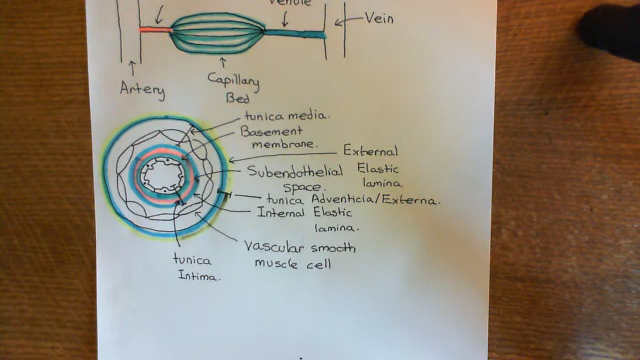 Venule
Vein
Artery
Capillary
Bed
tunica media.
Basement
membrane.
External
Elastic
lamina.
Subendothelial
space.
tunica Adventicia/Externa.
Internal Elastic
lamina.
vascular smooth
muscle cell
tunica
Intima.